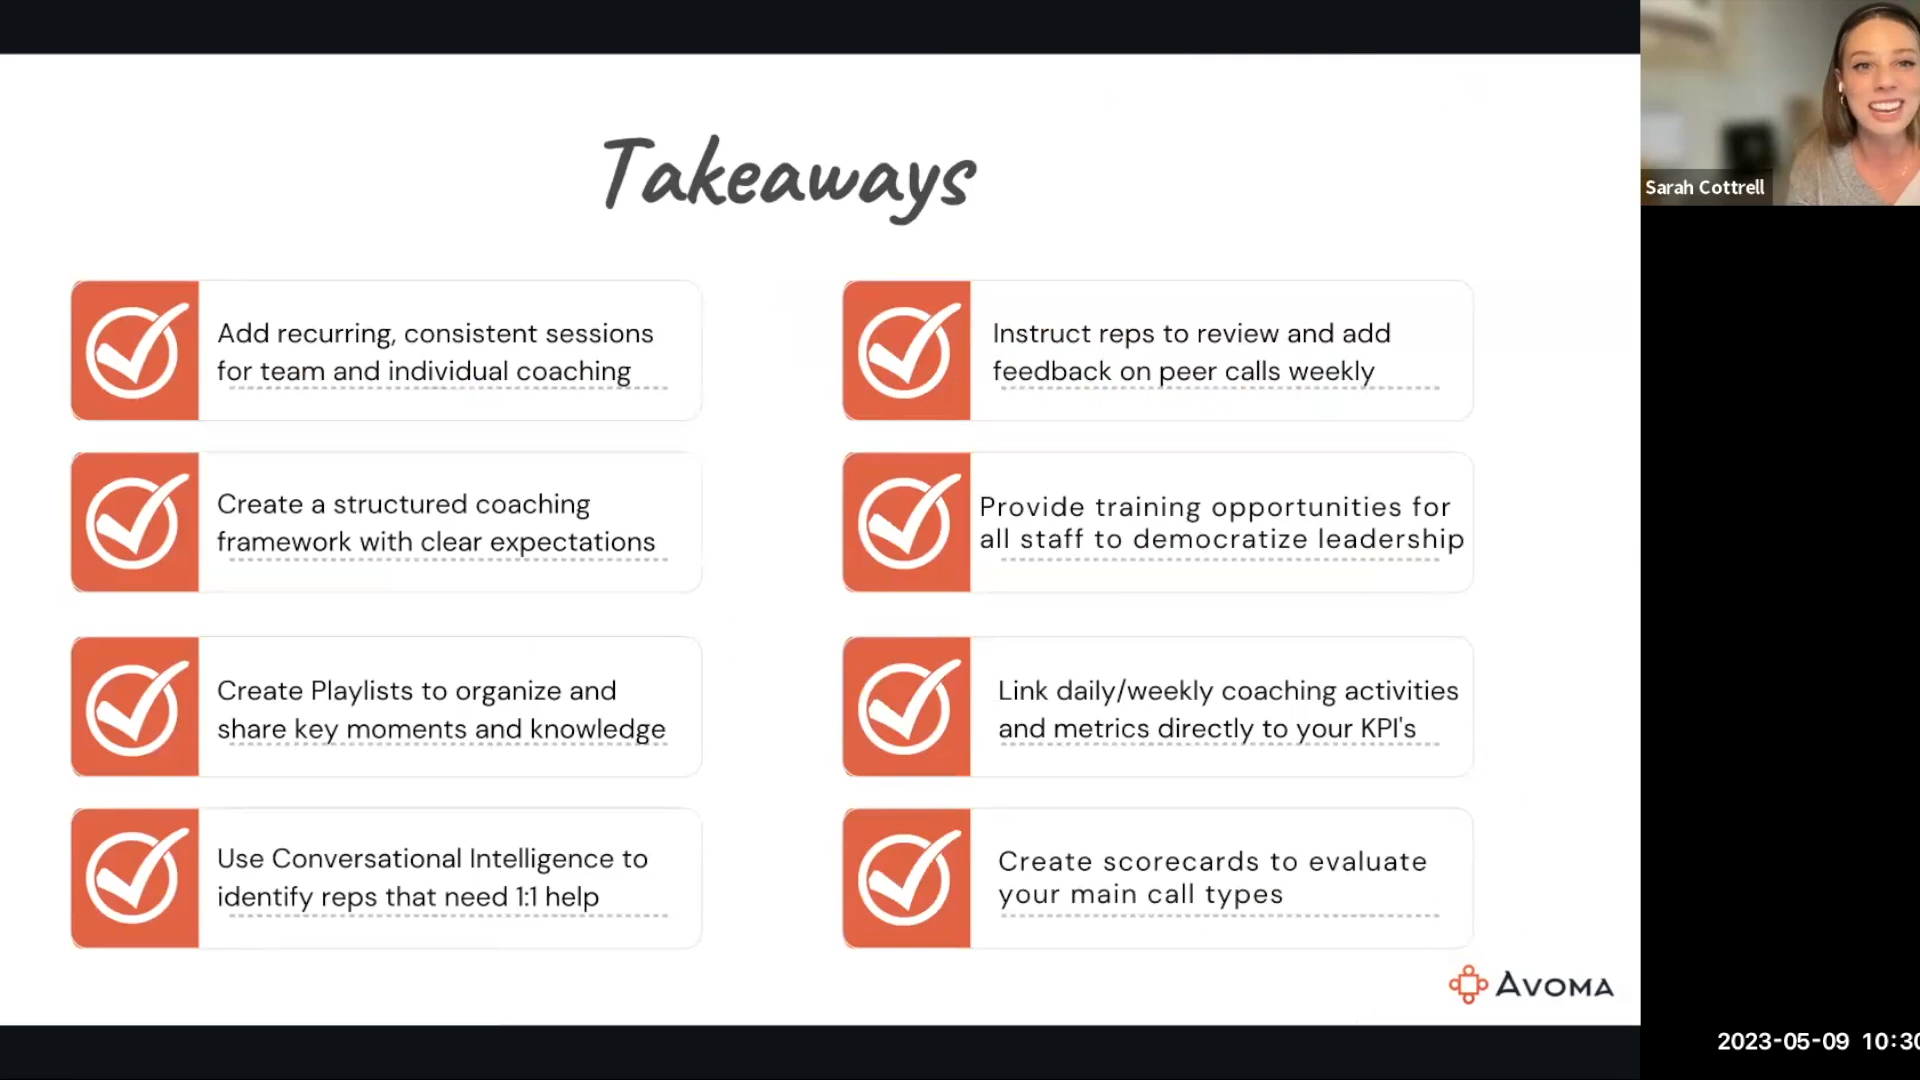 Takeaways
Add recurring, consistent sessions
for team and individual coaching
Create a structured coaching
framework with clear expectations
Create Playlists to organize and
share key moments and knowledge
Use Conversational Intelligence to
identify reps that need 1:1 help
Instruct reps to review and add
feedback on peer calls weekly
Provide training opportunities for
all staff to democratize leadership
Link daily/weekly coaching activities
and metrics directly to your KPI's
Create scorecards to evaluate
your main call types
AVOMA
Sarah Cottrell
2023-05-09 10:30